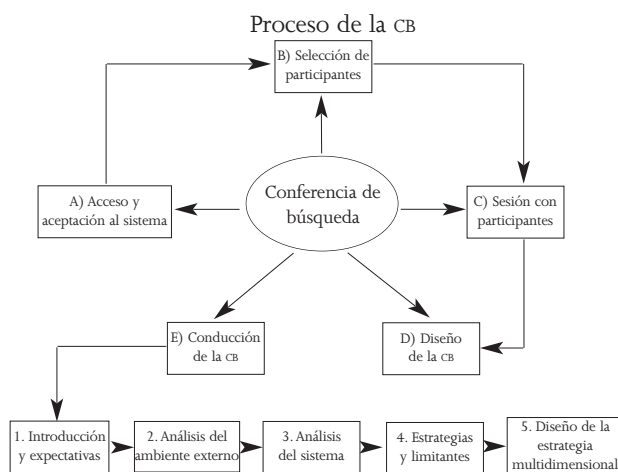 Proceso de la CB
B) Selección de
participantes
Conferencia de
búsqueda
A) Acceso y
aceptación al sistema
C) Sesión con
participantes
E) Conducción
de la CB
D) Diseño
de la CB
1. Introducción
y expectativas
2. Análisis del
ambiente externo
3. Análisis
del sistema
4. Estrategias
y limitantes
5. Diseño de la
estrategia
multidimensional